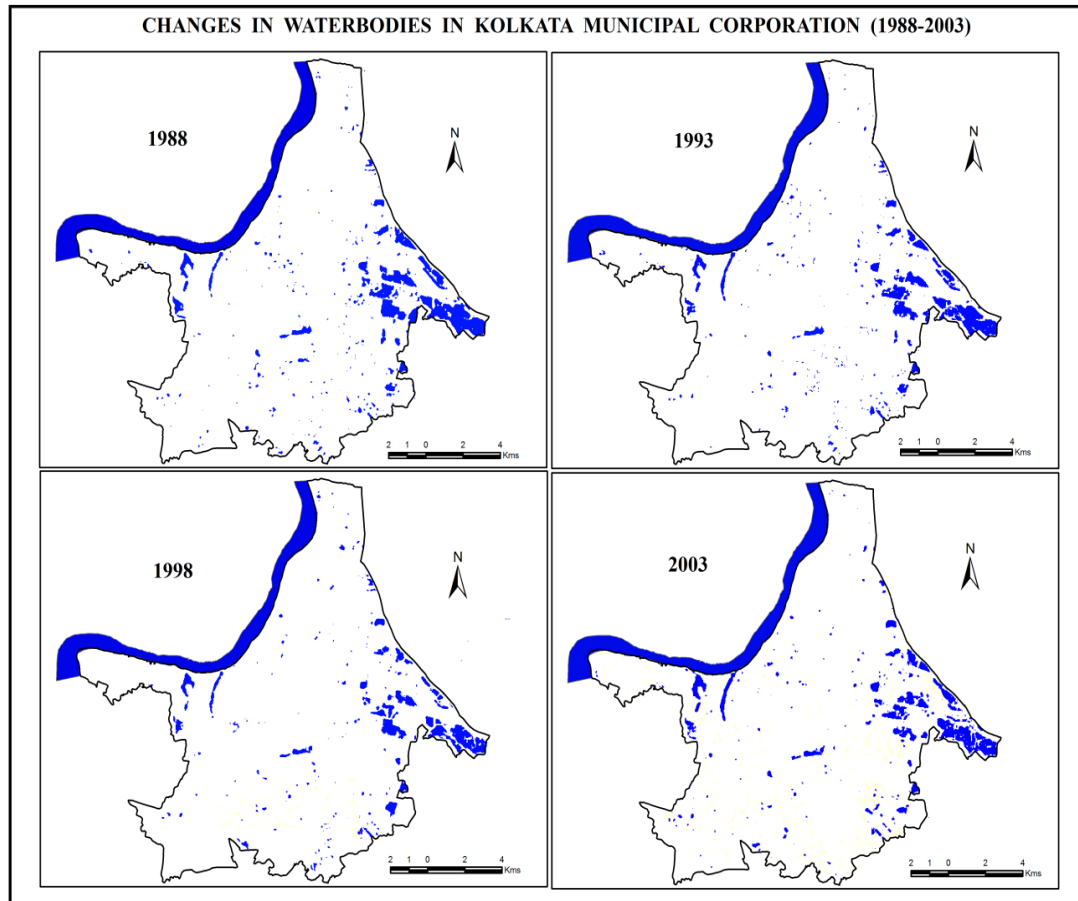 CHANGES IN WATERBODIES IN KOLKATA MUNICIPAL CORPORATION (1988-2003)
1988
N
2 1 0 2 4
Kms
1993
N
2 1 0 2 4
Kms
1998
N
2 1 0 2 4
Kms
2003
N
2 1 0 2 4
Kms